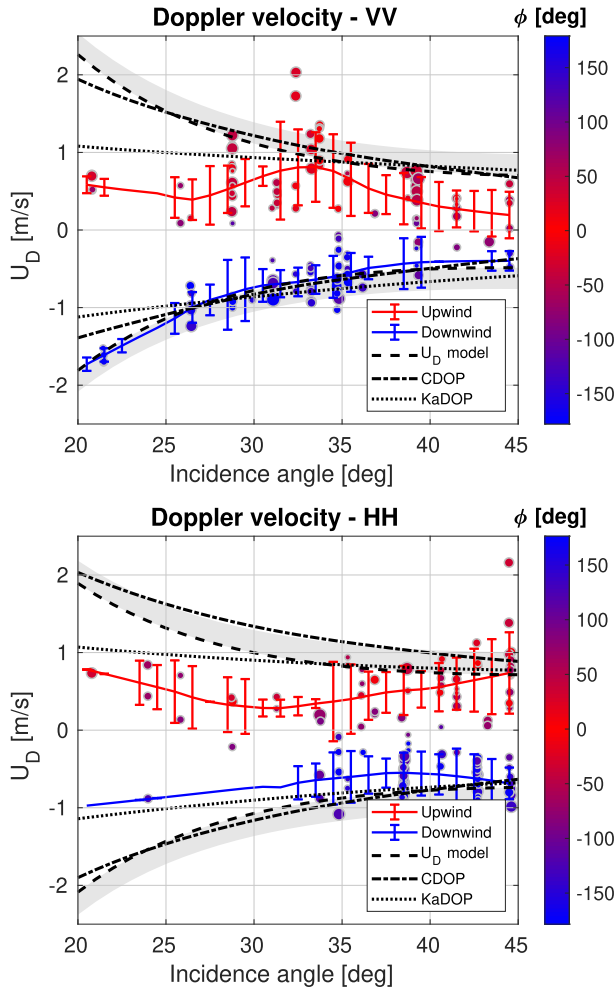 Doppler velocity - VV
ϕ [deg]
2
1
0
-1
-2
U_D [m/s]
20
25
30
35
40
45
Incidence angle [deg]
Upwind
Downwind
U_D model
CDOP
KaDOP
150
100
50
0
-50
-100
-150
Doppler velocity - HH
ϕ [deg]
2
1
0
-1
-2
U_D [m/s]
20
25
30
35
40
45
Incidence angle [deg]
Upwind
Downwind
U_D model
CDOP
KaDOP
150
100
50
0
-50
-100
-150